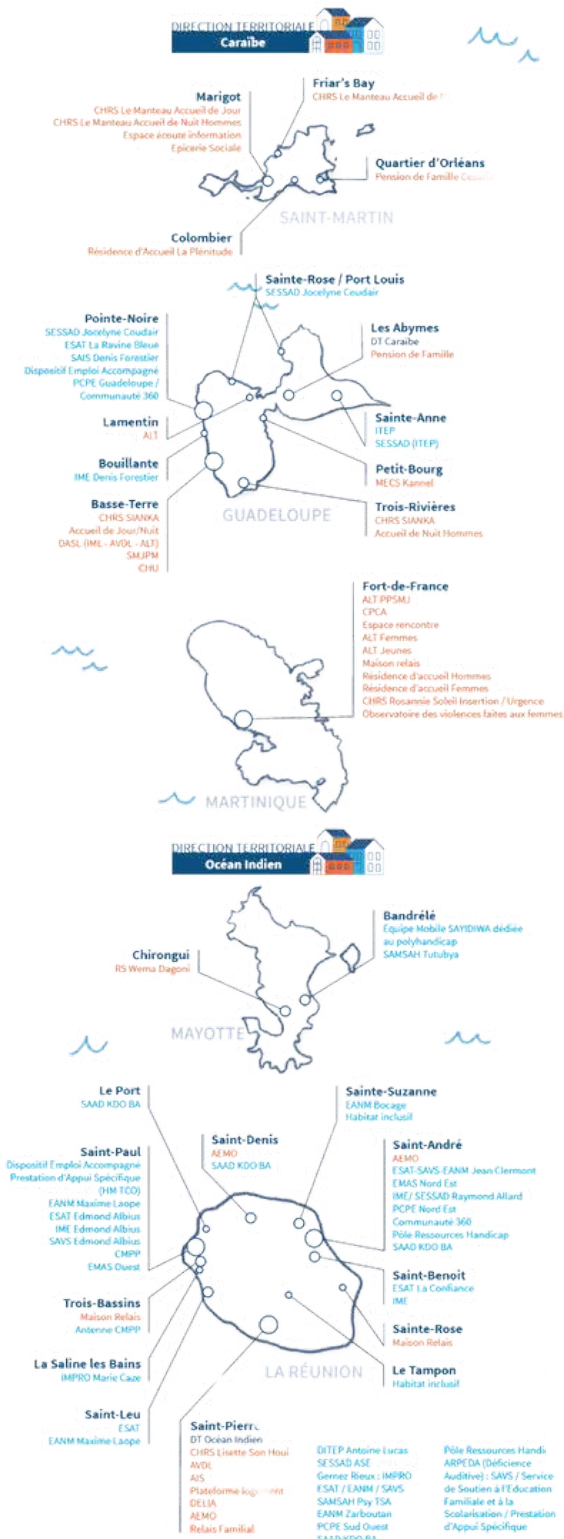 DIRECTION TERRITORIALE
Caraïbe
Friar's Bay
CHRS Le Manteau Accueil de
Marigot
CHRS Le Manteau Accueil de Jour
CHRS Le Manteau Accueil de Nuit Hommes
Espace écoute information
Epicerie Sociale
Quartier d'Orléans
Pension de Famille
SAINT-MARTIN
Colombier
Résidence d'Accueil La Plénitude
Sainte-Rose / Port Louis
SESSAD Jocelyne Coudair
Pointe-Noire
SESSAD Jocelyne Coudair
ESAT La Ravine Bleue
SAIS Denis Forestier
Dispositif Emploi Accompagné
PCPE Guadeloupe /
Communauté 360
Les Abymes
DT Caraïbe
Pension de Famille
Lamentin
ALT
Sainte-Anne
ITEP
SESSAD (ITEP)
Bouillante
IME Denis Forestier
Petit-Bourg
MECS Kannel
Basse-Terre
CHRS SIANKA
Accueil de Jour/Nuit
DASL (IML - AVDL - ALT)
SMJPM
CHU
Trois-Rivières
CHRS SIANKA
Accueil de Nuit Hommes
GUADELOUPE
Fort-de-France
ALT PPSMJ
CPCA
Espace rencontre
ALT Femmes
ALT Jeunes
Maison relais
Résidence d'accueil Hommes
Résidence d'accueil Femmes
CHRS Rosannie Soleil Insertion / Urgence
Observatoire des violences faites aux femmes
MARTINIQUE
DIRECTION TERRITORIALE
Océan Indien
Bandrélé
Equipe Mobile SAYIDIWA dédiée
au polyhandicap
SAMSAH Tutubya
Chirongui
RS Wema Dagoni
MAYOTTE
Le Port
SAAD KDO BA
Sainte-Suzanne
EANM Bocage
Habitat inclusif
Saint-Denis
AEMO
SAAD KDO BA
Saint-Paul
Dispositif Emploi Accompagne
Prestation d'Appui Spécifique
(HM TCO)
EANM Maxime Laope
ESAT Edmond Albius
IME Edmond Albius
SAVS Edmond Albius
CMPP
EMAS Ouest
Saint-André
AEMO
ESAT-SAVS-EANM Jean Clermont
EMAS Nord Est
IME/ SESSAD Raymond Allard
PCPE Nord Est
Communauté 360
Pôle Ressources Handicap
SAAD KDO BA
Saint-Benoit
ESAT La Confiance
IME
Trois-Bassins
Maison Relais
Antenne CMPP
Sainte-Rose
Maison Relais
La Saline les Bains
IMPRO Marie Caze
LA RÉUNION
Le Tampon
Habitat inclusif
Saint-Leu
ESAT
EANM Maxime Laope
Saint-Pierre
DT Océan Indien
CHRS Lisette Son Houi
AVDL
AIS
Plateforme logement
DELIA
AEMO
Relais Familial
DITEP Antoine Lucas
SESSAD ASE
Gernez Rieux : IMPRO
ESAT / EANM / SAVS
SAMSAH Psy TSA
EANM Zarboutan
PCPE Sud Ouest
SAAD KDO BA
Pôle Ressources Handi
ARPEDA (Déficience
Auditive) : SAVS / Service
de Soutien à l'Education
Familiale et à la
Scolarisation / Prestation
d'Appui Spécifique